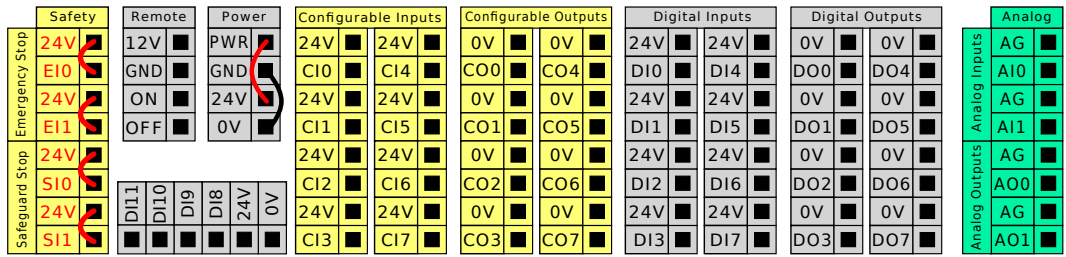 Safety
Remote
Power
Configurable Inputs
Configurable Outputs
Digital Inputs
Digital Outputs
Analog
Emergency Stop
24V
EI0
24V
EI1
Safeguard Stop
24V
SI0
24V
SI1
12V
GND
ON
OFF
PWR
GND
24V
0V
DI11
DI10
DI9
DI8
24V
0V
24V 24V
CI0 CI4
24V 24V
CI1 CI5
24V 24V
CI2 CI6
24V 24V
CI3 CI7
0V 0V
CO0 CO4
0V 0V
CO1 CO5
0V 0V
CO2 CO6
0V 0V
CO3 CO7
24V 24V
DI0 DI4
24V 24V
DI1 DI5
24V 24V
DI2 DI6
24V 24V
DI3 DI7
0V 0V
DO0 DO4
0V 0V
DO1 DO5
0V 0V
DO2 DO6
0V 0V
DO3 DO7
Analog Inputs
AG
AI0
AG
AI1
Analog Outputs
AG
AO0
AG
AO1